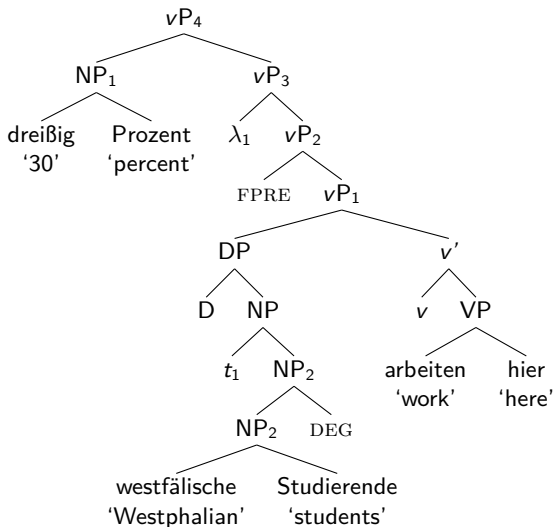 vP₄
NP₁ vP₃
dreißig Prozent λ₁ vP₂
‘30’ ‘percent’
FPRE vP₁
DP v’
D NP v VP
t₁ NP₂ arbeiten hier
‘work’ ‘here’
NP₂ DEG
westfälische Studierende
‘Westphalian’ ‘students’